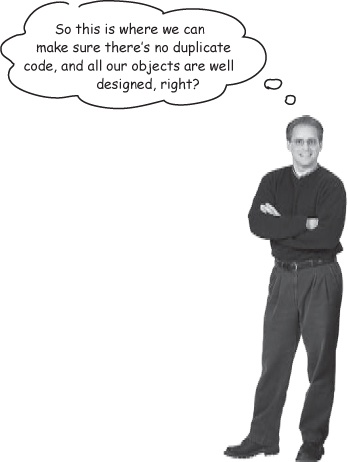 So this is where we can
make sure there's no duplicate
code, and all our objects are well
designed, right?